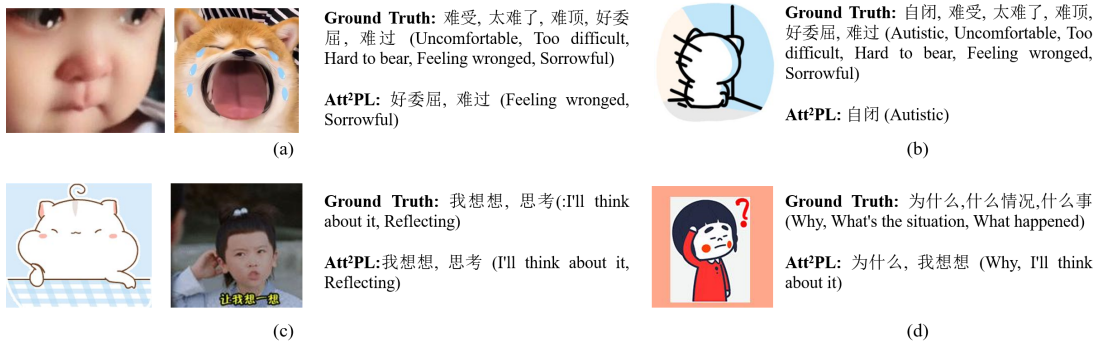 Ground Truth: 难受, 太难了, 难顶, 好委
屈, 难过 (Uncomfortable, Too difficult,
Hard to bear, Feeling wronged, Sorrowful)
Att²PL: 好委屈, 难过 (Feeling wronged,
Sorrowful)
(a)
Ground Truth: 自闭, 难受, 太难了, 难顶,
好委屈, 难过 (Autistic, Uncomfortable, Too
difficult, Hard to bear, Feeling wronged,
Sorrowful)
Att²PL: 自闭 (Autistic)
(b)
让我想一想
Ground Truth: 我想想, 思考(:I'll think
about it, Reflecting)
Att²PL:我想想, 思考 (I'll think about it,
Reflecting)
(c)
?
Ground Truth: 为什么,什么情况,什么事
(Why, What's the situation, What happened)
Att²PL: 为什么, 我想想 (Why, I'll think
about it)
(d)